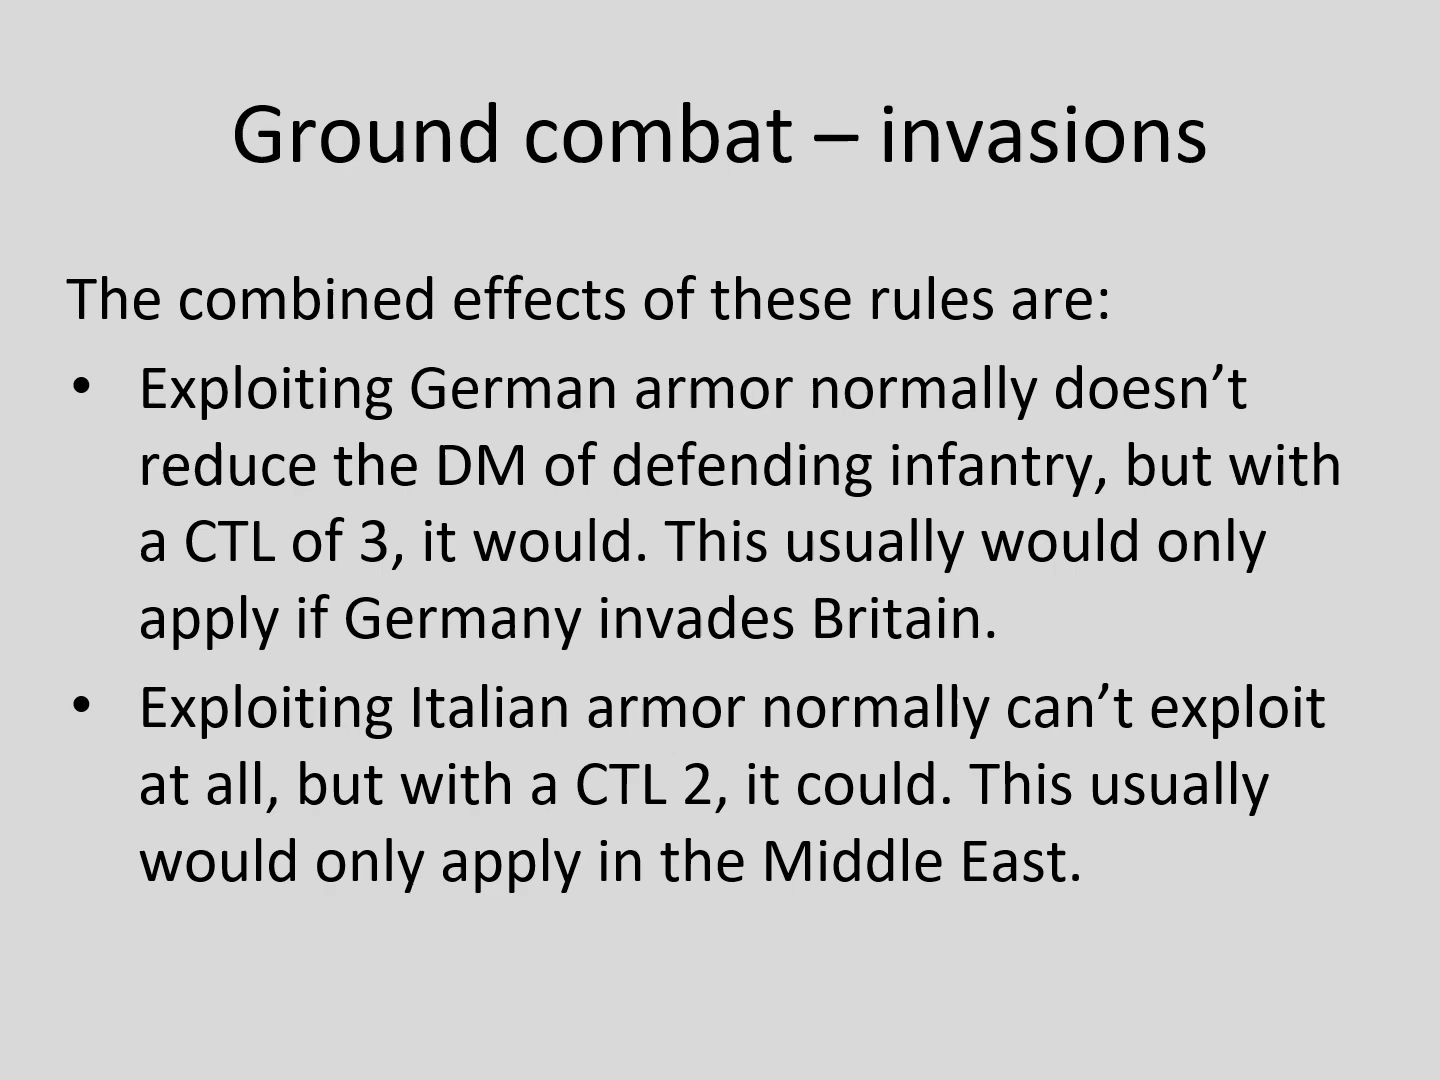 Ground combat – invasions
The combined effects of these rules are:
• Exploiting German armor normally doesn’t
reduce the DM of defending infantry, but with
a CTL of 3, it would. This usually would only
apply if Germany invades Britain.
• Exploiting Italian armor normally can’t exploit
at all, but with a CTL 2, it could. This usually
would only apply in the Middle East.